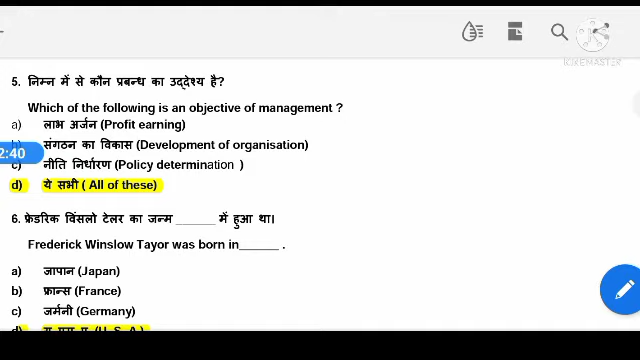 KINEMASTER
5. निम्न में से कौन प्रबन्ध का उद्देश्य है?
Which of the following is an objective of management ?
a) लाभ अर्जन (Profit earning)
b) संगठन का विकास (Development of organisation)
2:40
c) नीति निर्धारण (Policy determination )
d) ये सभी ( All of these)
6. फ्रेडरिक विंसलो टेलर का जन्म ______ में हुआ था।
Frederick Winslow Tayor was born in______ .
a) जापान (Japan)
b) फ्रान्स (France)
c) जर्मनी (Germany)
d) यू एस ए (U. S. A)